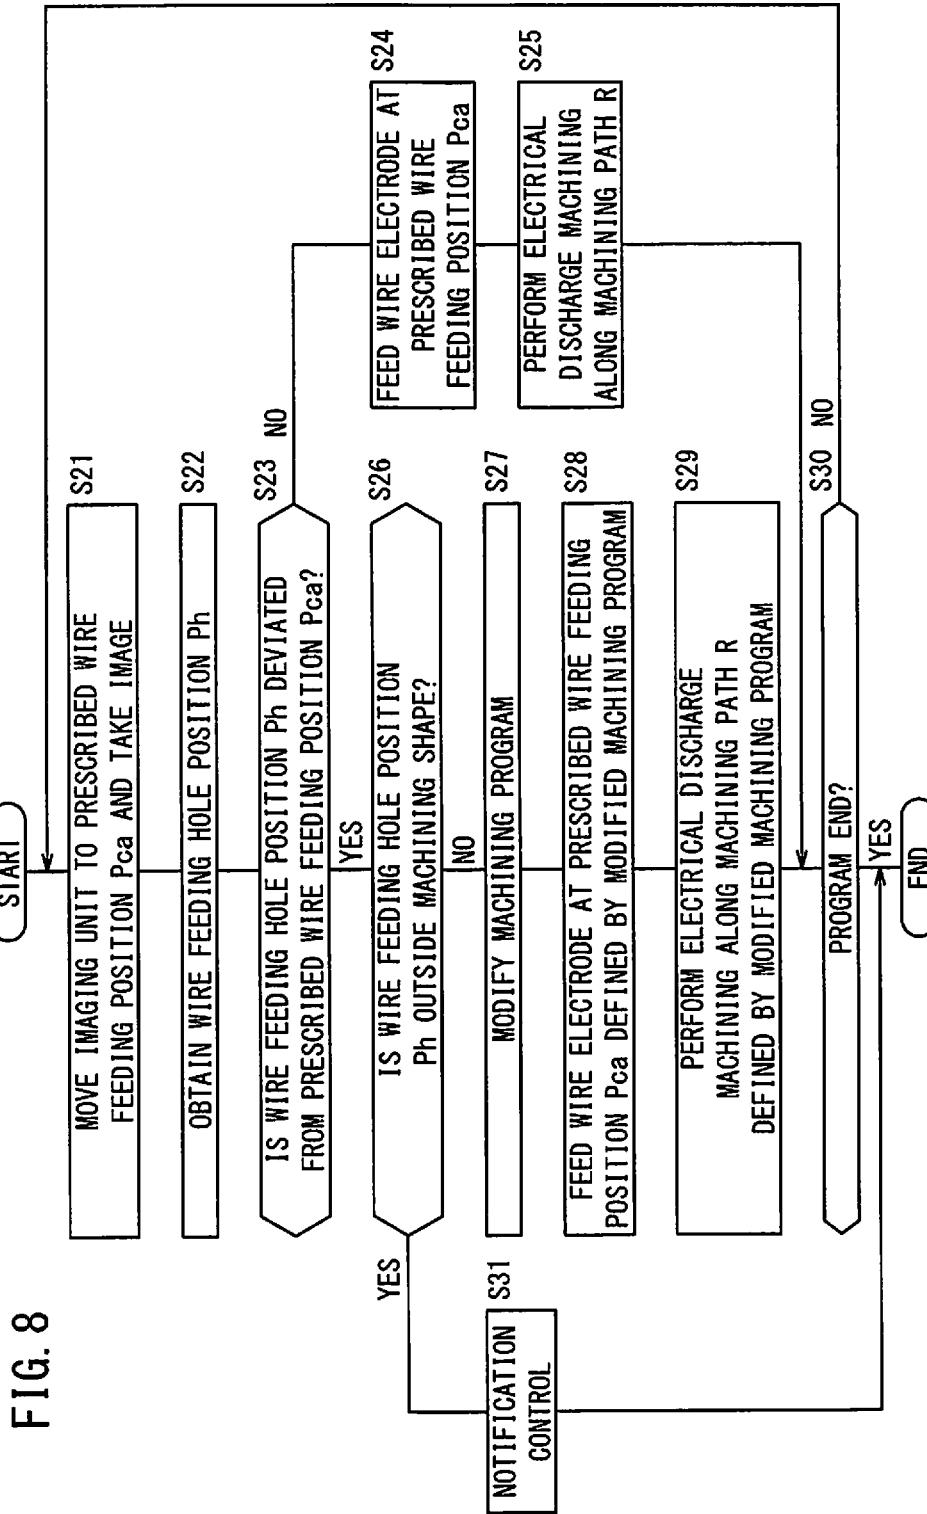 FIG. 8
START
S21
MOVE IMAGING UNIT TO PRESCRIBED WIRE
FEEDING POSITION Pca AND TAKE IMAGE
S22
OBTAIN WIRE FEEDING HOLE POSITION Ph
S23
IS WIRE FEEDING HOLE POSITION Ph DEVIATED
FROM PRESCRIBED WIRE FEEDING POSITION Pca?
NO
YES
S24
FEED WIRE ELECTRODE AT
PRESCRIBED WIRE
FEEDING POSITION Pca
S25
PERFORM ELECTRICAL
DISCHARGE MACHINING
ALONG MACHINING PATH R
S26
IS WIRE FEEDING HOLE POSITION
Ph OUTSIDE MACHINING SHAPE?
YES
NO
S27
MODIFY MACHINING PROGRAM
S28
FEED WIRE ELECTRODE AT PRESCRIBED WIRE FEEDING
POSITION Pca DEFINED BY MODIFIED MACHINING PROGRAM
S29
PERFORM ELECTRICAL DISCHARGE
MACHINING ALONG MACHINING PATH R
DEFINED BY MODIFIED MACHINING PROGRAM
S30
NO
PROGRAM END?
YES
S31
NOTIFICATION
CONTROL
END